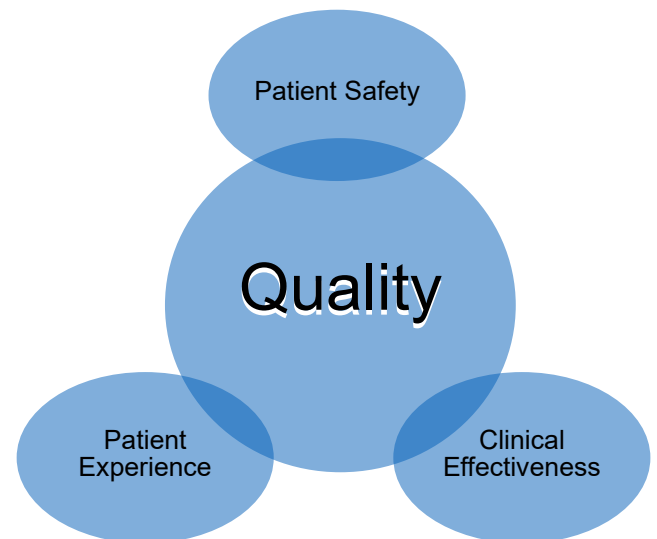 Patient Safety
Quality
Patient
Experience
Clinical
Effectiveness